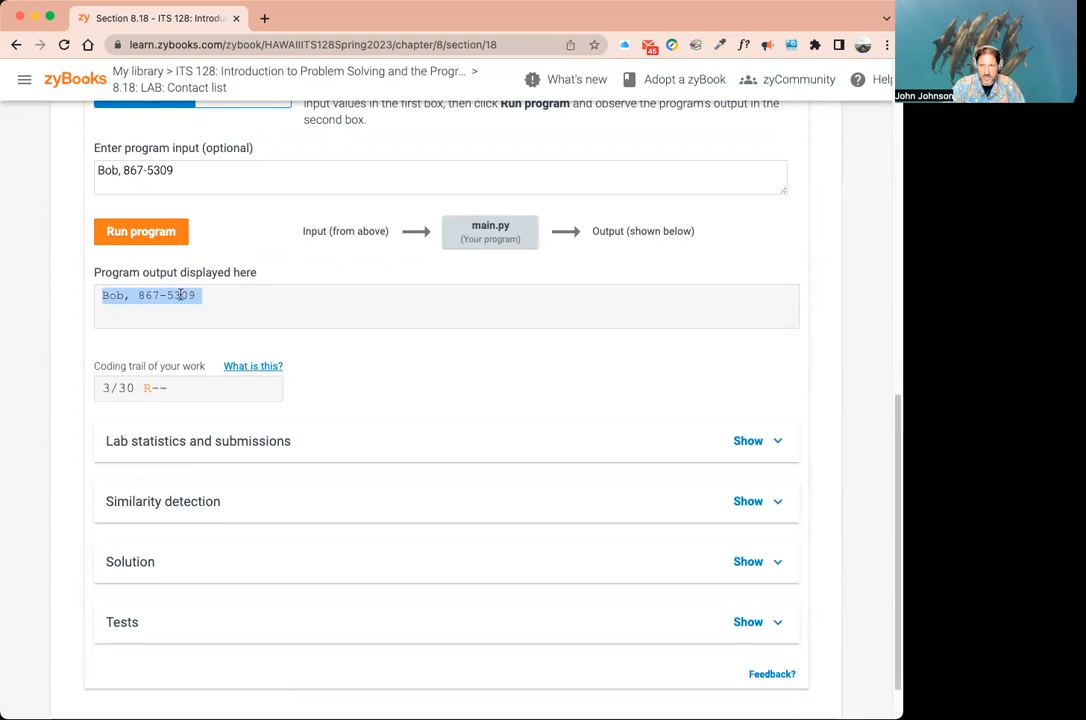 zy Section 8.18 - ITS 128: Introdu
learn.zybooks.com/zybook/HAWAIIITS128Spring2023/chapter/8/section/18
45
f?
John Johnson
zyBooks
My library > ITS 128: Introduction to Problem Solving and the Progr... >
8.18: LAB: Contact list
What's new
Adopt a zyBook
zyCommunity
Help
input values in the first box, then click Run program and observe the program's output in the
second box.
Enter program input (optional)
Bob, 867-5309
Run program
Input (from above)
main.py
(Your program)
Output (shown below)
Program output displayed here
Bob, 867-5309
Coding trail of your work
What is this?
3/30 R--
Lab statistics and submissions
Show
Similarity detection
Show
Solution
Show
Tests
Show
Feedback?